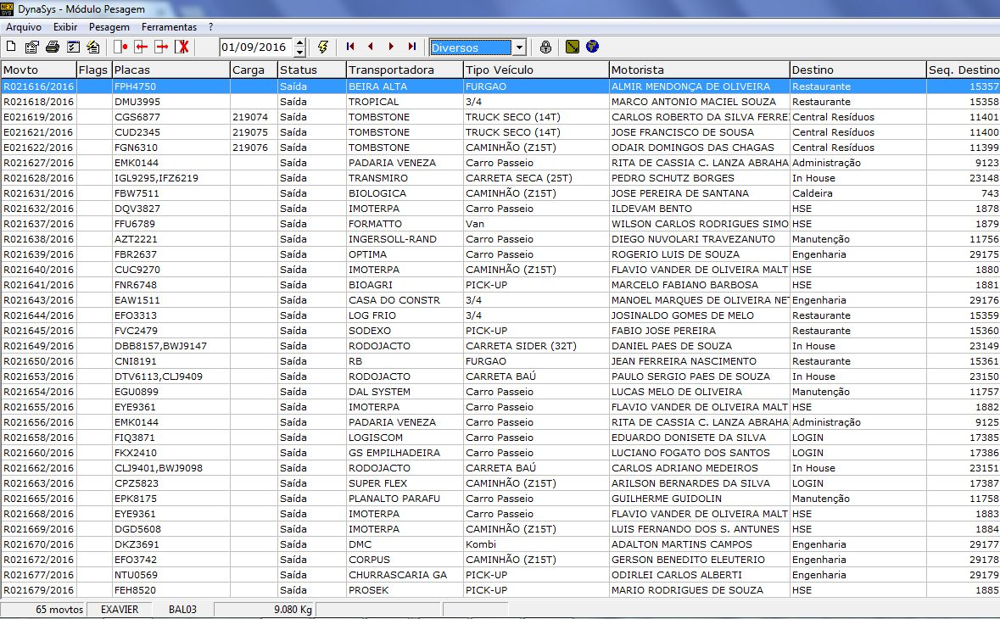 NEX SYS DynaSys - Módulo Pesagem
Arquivo Exibir Pesagem Ferramentas ?
01/09/2016 Diversos
Movto Flags Placas Carga Status Transportadora Tipo Veículo Motorista Destino Seq. Destino
R021616/2016 FPH4750 Saída BEIRA ALTA FURGAO ALMIR MENDONÇA DE OLIVEIRA Restaurante 15357
R021618/2016 DMU3995 Saída TROPICAL 3/4 MARCO ANTONIO MACIEL SOUZA Restaurante 15358
E021619/2016 CGS6877 219074 Saída TOMBSTONE TRUCK SECO (14T) CARLOS ROBERTO DA SILVA FERRE Central Resíduos 11401
E021621/2016 CUD2345 219075 Saída TOMBSTONE TRUCK SECO (14T) JOSE FRANCISCO DE SOUSA Central Resíduos 11400
E021622/2016 FGN6310 219076 Saída TOMBSTONE CAMINHÃO (Z15T) ODAIR DOMINGOS DAS CHAGAS Central Resíduos 11399
R021627/2016 EMK0144 Saída PADARIA VENEZA Carro Passeio RITA DE CASSIA C. LANZA ABRAHA Administração 9123
R021628/2016 IGL9295,IFZ6219 Saída TRANSMIRO CARRETA SECA (25T) PEDRO SCHUTZ BORGES In House 23148
R021631/2016 FBW7511 Saída BIOLOGICA CAMINHÃO (Z15T) JOSE PEREIRA DE SANTANA Caldeira 743
R021632/2016 DQV3827 Saída IMOTERPA Carro Passeio ILDEVAM BENTO HSE 1878
R021637/2016 FFU6789 Saída FORMATTO Van WILSON CARLOS RODRIGUES SIMO HSE 1879
R021638/2016 AZT2221 Saída INGERSOLL-RAND Carro Passeio DIEGO NUVOLARI TRAVEZANUTO Manutenção 11756
R021639/2016 FBR2637 Saída OPTIMA Carro Passeio ROGERIO LUIS DE SOUZA Engenharia 29175
R021640/2016 CUC9270 Saída IMOTERPA CAMINHÃO (Z15T) FLAVIO VANDER DE OLIVEIRA MALT HSE 1880
R021641/2016 FNR6748 Saída BIOAGRI PICK-UP MARCELO FABIANO BARBOSA HSE 1881
R021643/2016 EAW1511 Saída CASA DO CONSTR 3/4 MANOEL MARQUES DE OLIVEIRA NE Engenharia 29176
R021644/2016 EFO3313 Saída LOG FRIO 3/4 JOSINALDO GOMES DE MELO Restaurante 15359
R021645/2016 FVC2479 Saída SODEXO PICK-UP FABIO JOSE PEREIRA Restaurante 15360
R021649/2016 DBB8157,BWJ9147 Saída RODOJACTO CARRETA SIDER (32T) DANIEL PAES DE SOUZA In House 23149
R021650/2016 CNI8191 Saída RB FURGAO JEAN FERREIRA NASCIMENTO Restaurante 15361
R021653/2016 DTV6113,CLJ9409 Saída RODOJACTO CARRETA BAÚ PAULO SERGIO PAES DE SOUZA In House 23150
R021654/2016 EGU0899 Saída DAL SYSTEM Carro Passeio LUCAS MELO DE OLIVEIRA Manutenção 11757
R021655/2016 EYE9361 Saída IMOTERPA Carro Passeio FLAVIO VANDER DE OLIVEIRA MALT HSE 1882
R021656/2016 EMK0144 Saída PADARIA VENEZA Carro Passeio RITA DE CASSIA C. LANZA ABRAHA Administração 9125
R021658/2016 FIQ3871 Saída LOGISCOM Carro Passeio EDUARDO DONISETE DA SILVA LOGIN 17385
R021660/2016 FKX2410 Saída GS EMPILHADEIRA Carro Passeio LUCIANO FOGATO DOS SANTOS LOGIN 17386
R021662/2016 CLJ9401,BWJ9098 Saída RODOJACTO CARRETA BAÚ CARLOS ADRIANO MEDEIROS In House 23151
R021663/2016 CPZ5823 Saída SUPER FLEX CAMINHÃO (Z15T) ARILSON BERNARDES DA SILVA LOGIN 17387
R021665/2016 EPK8175 Saída PLANALTO PARAFU Carro Passeio GUILHERME GUIDOLIN Manutenção 11758
R021668/2016 EYE9361 Saída IMOTERPA Carro Passeio FLAVIO VANDER DE OLIVEIRA MALT HSE 1883
R021669/2016 DGD5608 Saída IMOTERPA CAMINHÃO (Z15T) LUIS FERNANDO DOS S. ANTUNES HSE 1884
R021670/2016 DKZ3691 Saída DMC Kombi ADALTON MARTINS CAMPOS Engenharia 29177
R021672/2016 EFO3742 Saída CORPUS CAMINHÃO (Z15T) GERSON BENEDITO ELEUTERIO Engenharia 29178
R021677/2016 NTU0569 Saída CHURRASCARIA GA PICK-UP ODIRLEI CARLOS ALBERTI Engenharia 29179
R021679/2016 FEH8520 Saída PROSEK PICK-UP MARIO RODRIGUES DE SOUZA HSE 1885
65 movtos EXAVIER BAL03 9.080 Kg